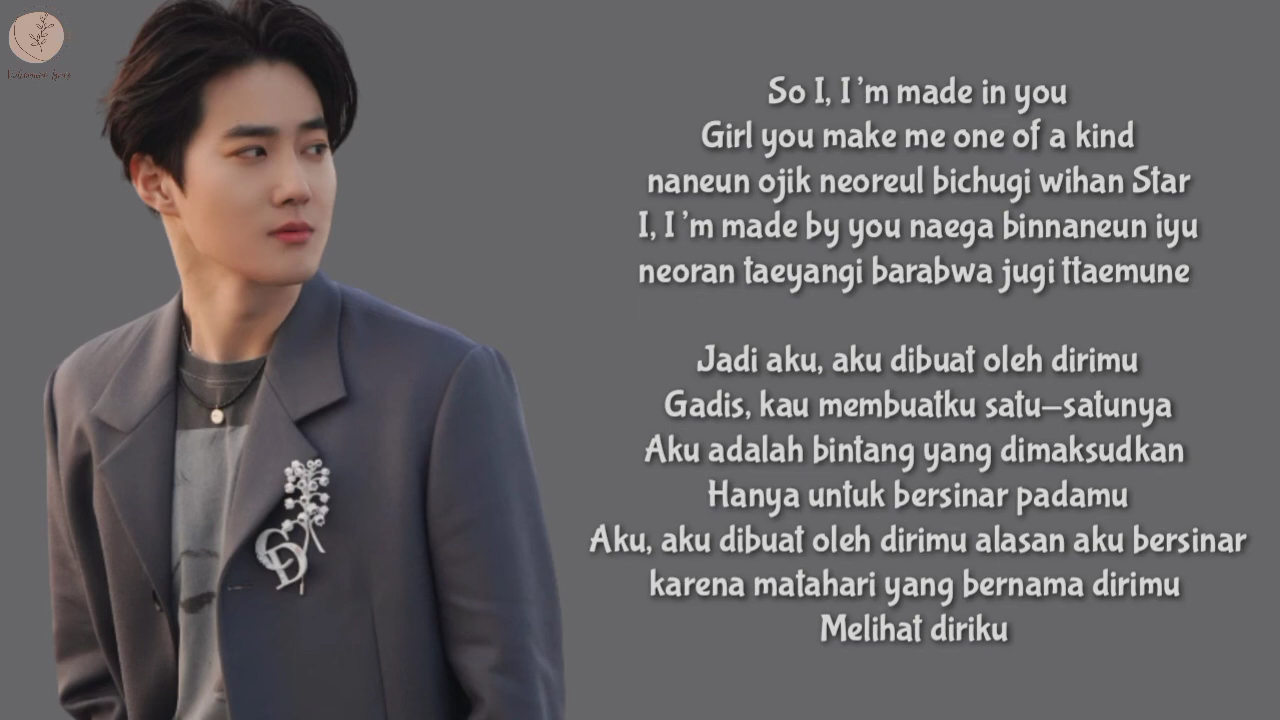 So I, I'm made in you
Girl you make me one of a kind
naneun ojik neoreul bichugi wihan Star
I, I'm made by you naega binnaneun iyu
neoran taeyangi barabwa jugi ttaemune
Jadi aku, aku dibuat oleh dirimu
Gadis, kau membuatku satu–satunya
Aku adalah bintang yang dimaksudkan
Hanya untuk bersinar padamu
Aku, aku dibuat oleh dirimu alasan aku bersinar
karena matahari yang bernama dirimu
Melihat diriku
CD